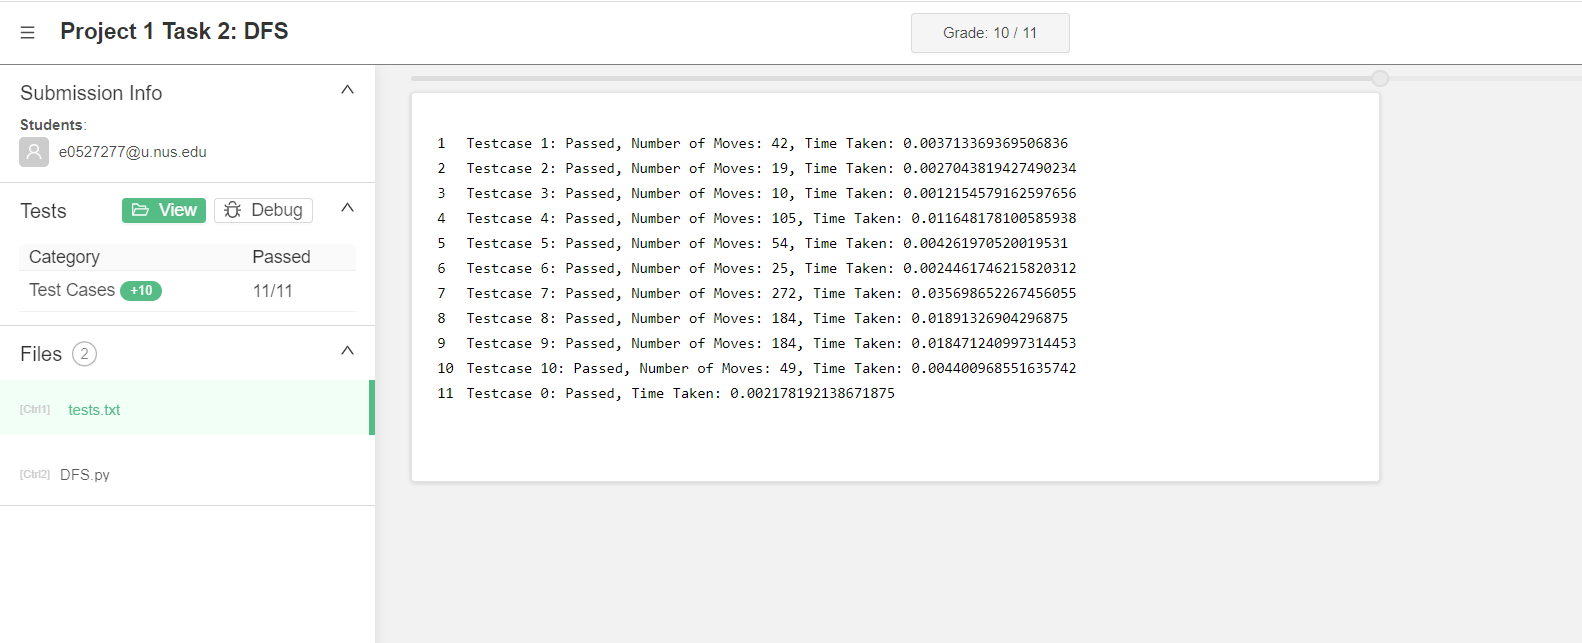 Project 1 Task 2: DFS
Grade: 10 / 11
Submission Info
Students:
e0527277@u.nus.edu
Tests View Debug
Category Passed
Test Cases +10 11/11
Files 2
[Ctrl1] tests.txt
[Ctrl2] DFS.py
1 Testcase 1: Passed, Number of Moves: 42, Time Taken: 0.003713369369506836
2 Testcase 2: Passed, Number of Moves: 19, Time Taken: 0.0027043819427490234
3 Testcase 3: Passed, Number of Moves: 10, Time Taken: 0.0012154579162597656
4 Testcase 4: Passed, Number of Moves: 105, Time Taken: 0.011648178100585938
5 Testcase 5: Passed, Number of Moves: 54, Time Taken: 0.004261970520019531
6 Testcase 6: Passed, Number of Moves: 25, Time Taken: 0.0024461746215820312
7 Testcase 7: Passed, Number of Moves: 272, Time Taken: 0.035698652267456055
8 Testcase 8: Passed, Number of Moves: 184, Time Taken: 0.01891326904296875
9 Testcase 9: Passed, Number of Moves: 184, Time Taken: 0.018471240997314453
10 Testcase 10: Passed, Number of Moves: 49, Time Taken: 0.004400968551635742
11 Testcase 0: Passed, Time Taken: 0.002178192138671875